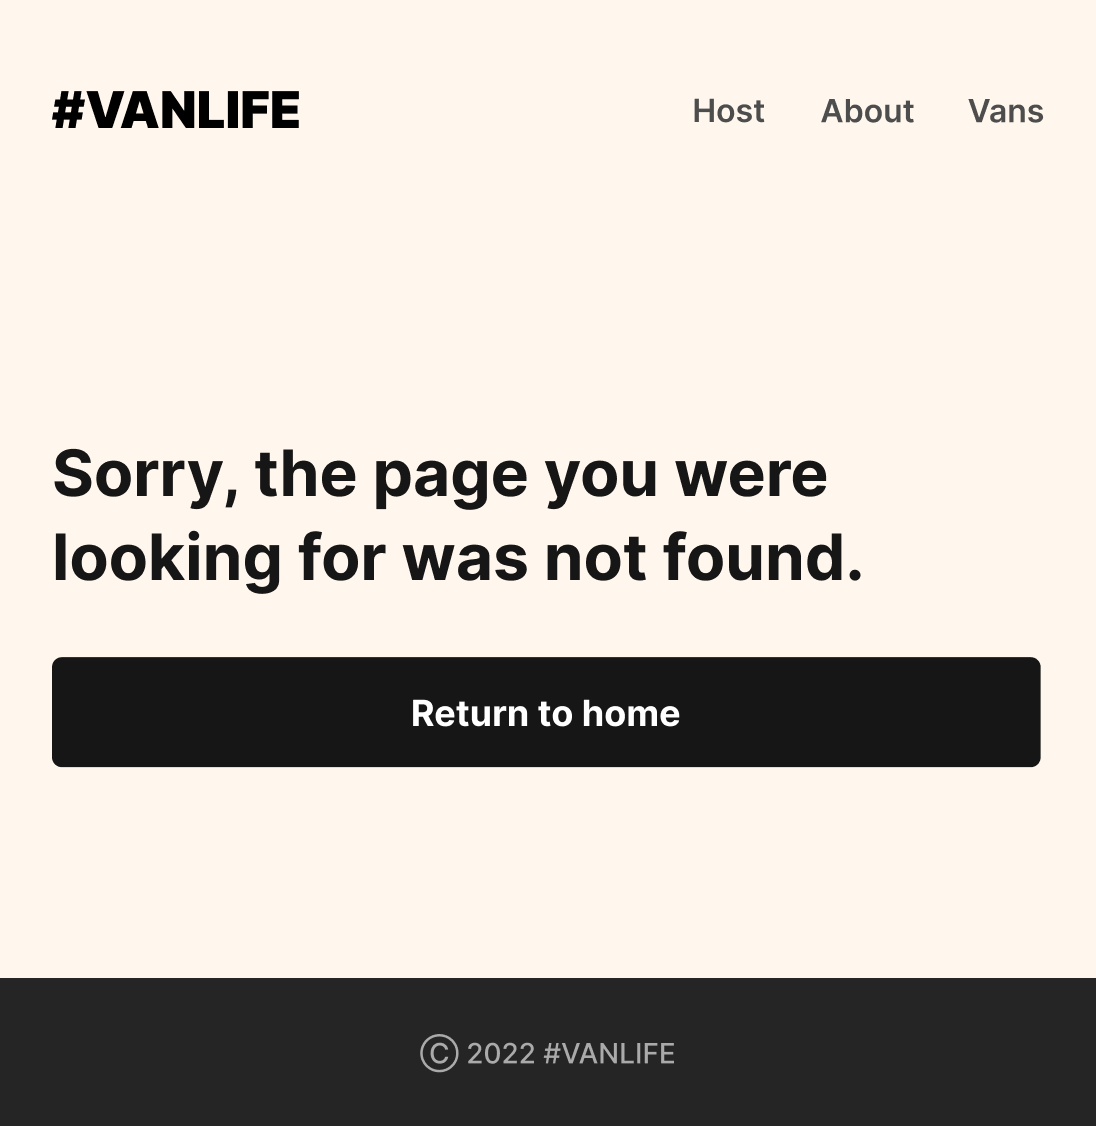 #VANLIFE
Host About Vans
Sorry, the page you were
looking for was not found.
Return to home
Ⓒ 2022 #VANLIFE